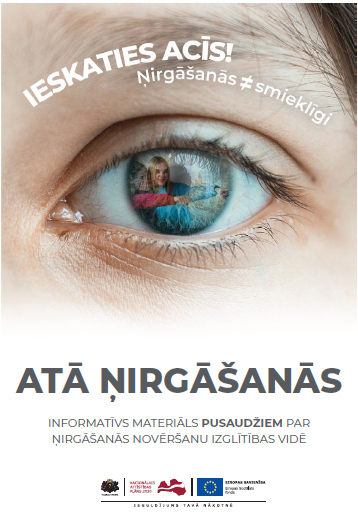 IESKATIES ACĪS!
Ņirgāšanās ≠ smieklīgi
ATĀ ŅIRGĀŠANĀS
INFORMATĪVS MATERIĀLS PUSAUDŽIEM PAR
ŅIRGĀŠANĀS NOVĒRŠANU IZGLĪTĪBAS VIDĒ
NACIONĀLAIS
ATTĪSTĪBAS
PLĀNS 2020
EIROPAS SAVIENĪBA
Eiropas Sociālais
fonds
IEGULDĪJUMS TAVĀ NĀKOTNĒ